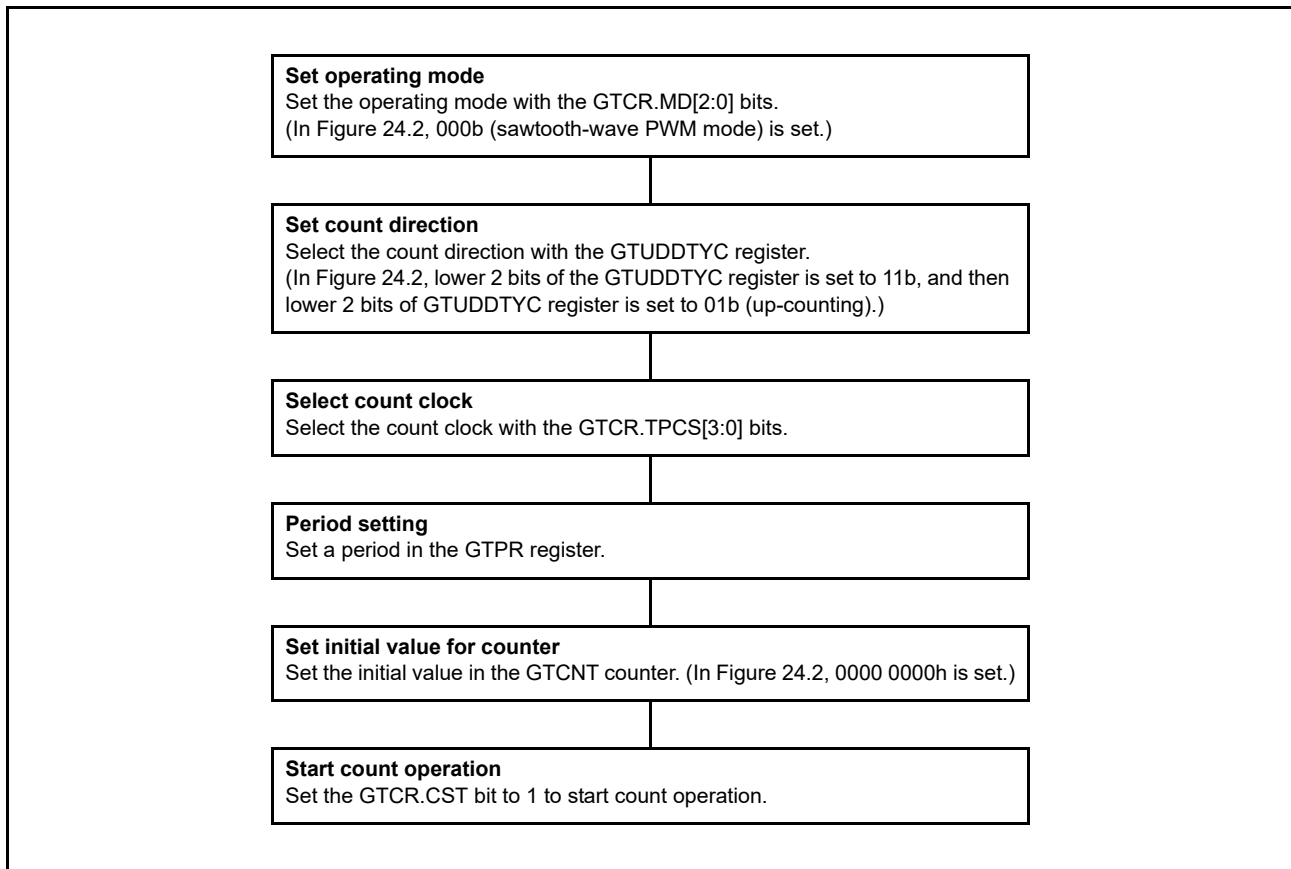 Set operating mode
Set the operating mode with the GTCR.MD[2:0] bits.
(In Figure 24.2, 000b (sawtooth-wave PWM mode) is set.)
Set count direction
Select the count direction with the GTUDDTYC register.
(In Figure 24.2, lower 2 bits of the GTUDDTYC register is set to 11b, and then
lower 2 bits of GTUDDTYC register is set to 01b (up-counting).)
Select count clock
Select the count clock with the GTCR.TPCS[3:0] bits.
Period setting
Set a period in the GTPR register.
Set initial value for counter
Set the initial value in the GTCNT counter. (In Figure 24.2, 0000 0000h is set.)
Start count operation
Set the GTCR.CST bit to 1 to start count operation.